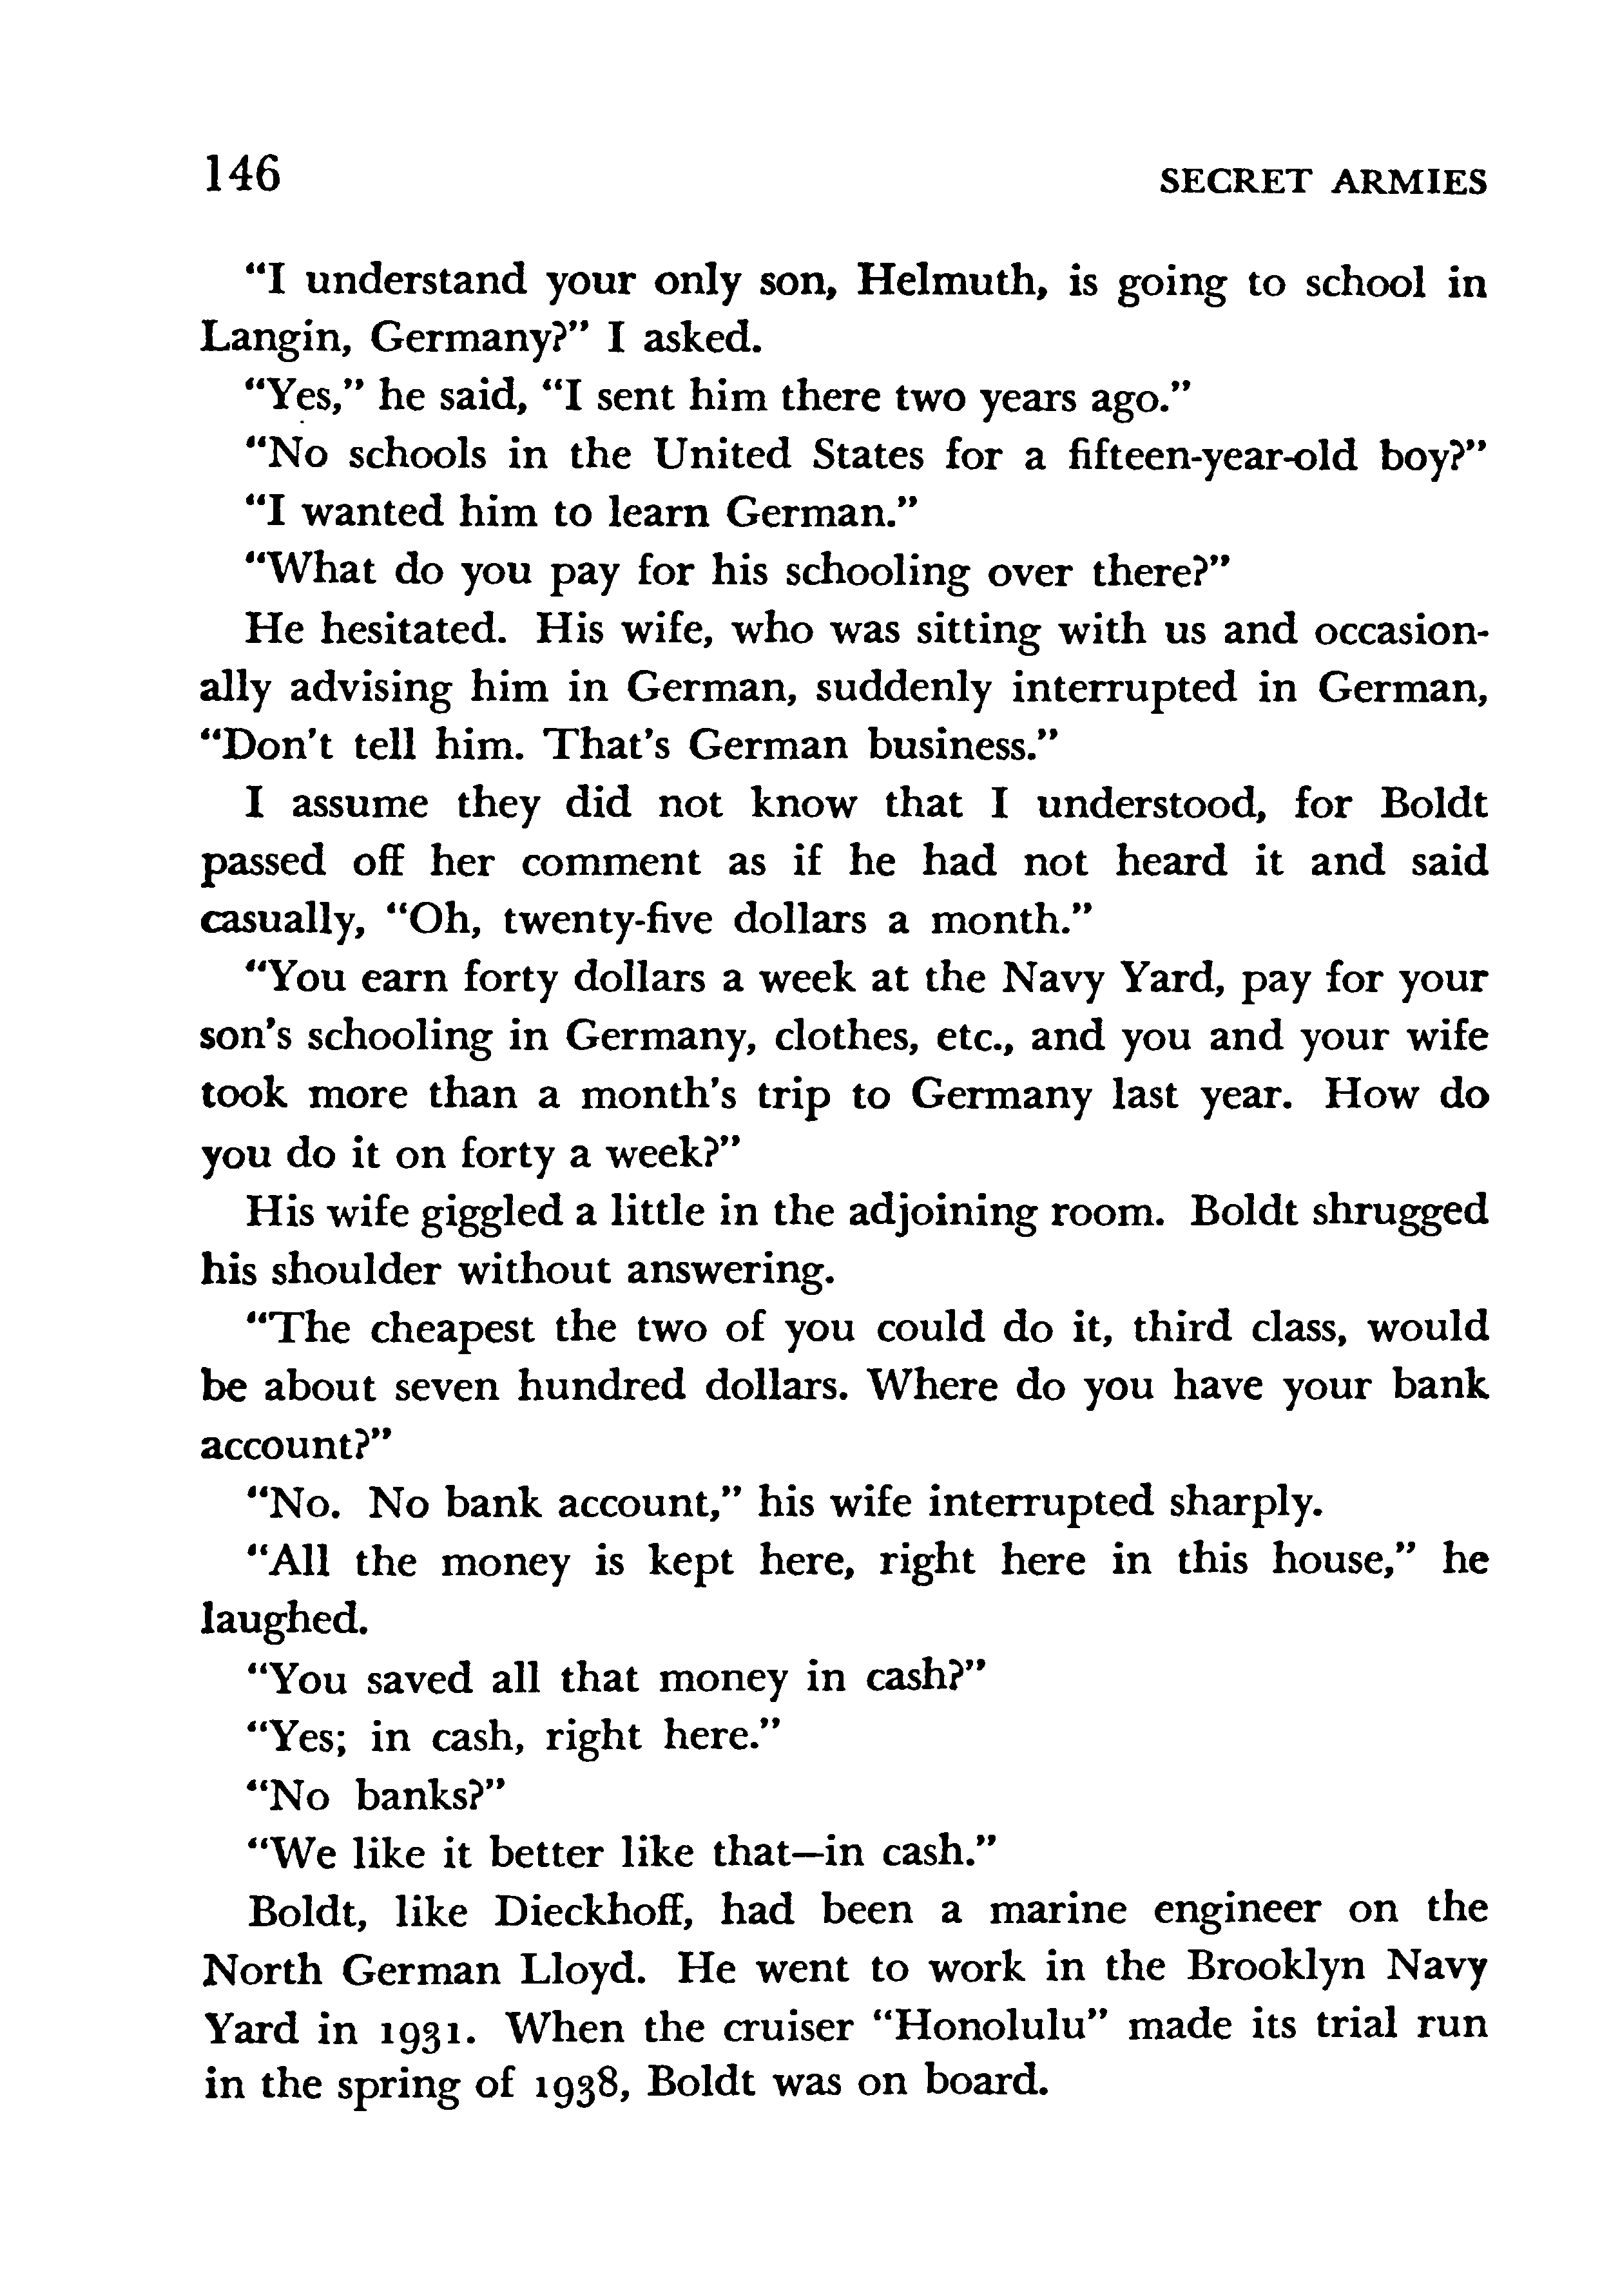 146 SECRET ARMIES
“I understand your only son, Helmuth, is going to school in
Langin, Germany?” I asked.
“Yes,” he said, “I sent him there two years ago.”
“No schools in the United States for a fifteen-year-old boy?”
“I wanted him to learn German.”
“What do you pay for his schooling over there?”
He hesitated. His wife, who was sitting with us and occasion-
ally advising him in German, suddenly interrupted in German,
“Don’t tell him. That’s German business.”
I assume they did not know that I understood, for Boldt
passed off her comment as if he had not heard it and said
casually, “Oh, twenty-five dollars a month.”
“You earn forty dollars a week at the Navy Yard, pay for your
son’s schooling in Germany, clothes, etc., and you and your wife
took more than a month’s trip to Germany last year. How do
you do it on forty a week?”
His wife giggled a little in the adjoining room. Boldt shrugged
his shoulder without answering.
“The cheapest the two of you could do it, third class, would
be about seven hundred dollars. Where do you have your bank
account?”
“No. No bank account,” his wife interrupted sharply.
“All the money is kept here, right here in this house,” he
laughed.
“You saved all that money in cash?”
“Yes; in cash, right here.”
“No banks?”
“We like it better like that—in cash.”
Boldt, like Dieckhoff, had been a marine engineer on the
North German Lloyd. He went to work in the Brooklyn Navy
Yard in 1931. When the cruiser “Honolulu” made its trial run
in the spring of 1938, Boldt was on board.